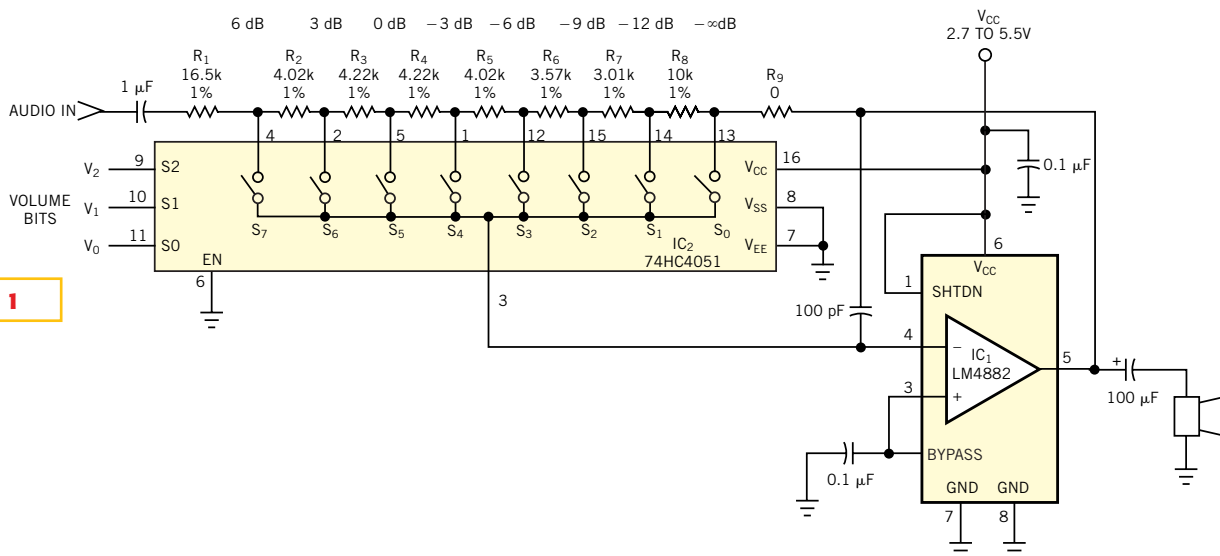 6 dB 3 dB 0 dB −3 dB −6 dB −9 dB −12 dB −∞dB
V_CC
2.7 TO 5.5V
R₁ R₂ R₃ R₄ R₅ R₆ R₇ R₈ R₉
16.5k 4.02k 4.22k 4.22k 4.02k 3.57k 3.01k 10k 0
1% 1% 1% 1% 1% 1% 1% 1%
1 µF
AUDIO IN
4 2 5 1 12 15 14 13
V₂ 9 S2
VOLUME
BITS
V₁ 10 S1
V₀ 11 S0
EN
6
S₇ S₆ S₅ S₄ S₃ S₂ S₁ S₀
IC₂
74HC4051
V_CC 16
V_SS 8
V_EE 7
3
0.1 µF
100 pF
6
V_CC
1 SHTDN
4 −
IC₁
LM4882
5
3 +
BYPASS
0.1 µF
GND GND
7 8
+
100 µF
1